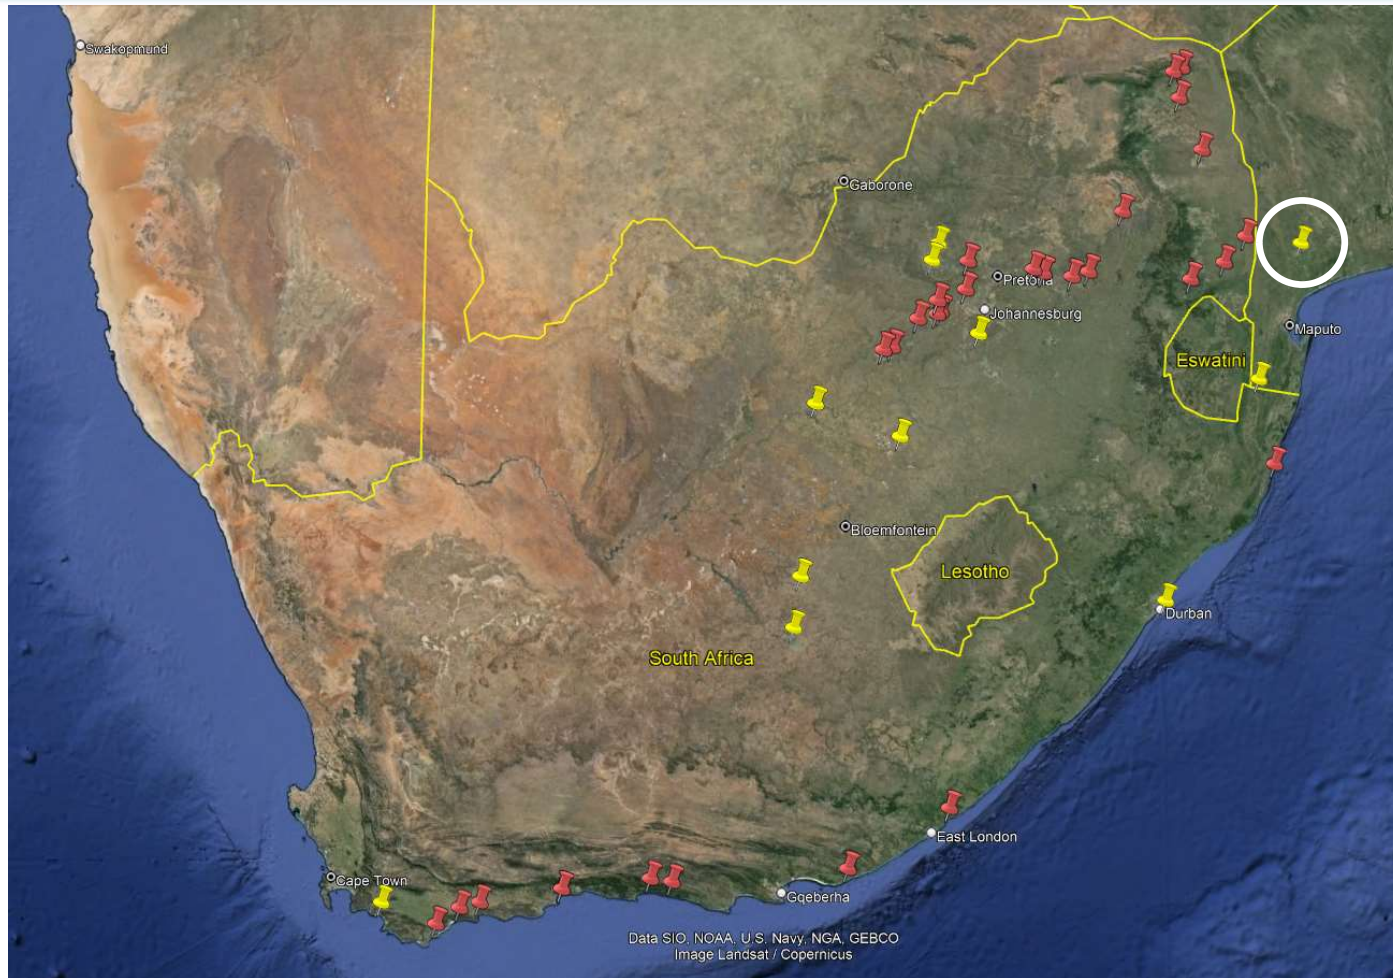 Swakopmund
Gaborone
Pretoria
Johannesburg
Maputo
Eswatini
Bloemfontein
Lesotho
Durban
South Africa
East London
Cape Town
Gqeberha
Data SIO, NOAA, U.S. Navy, NGA, GEBCO
Image Landsat / Copernicus